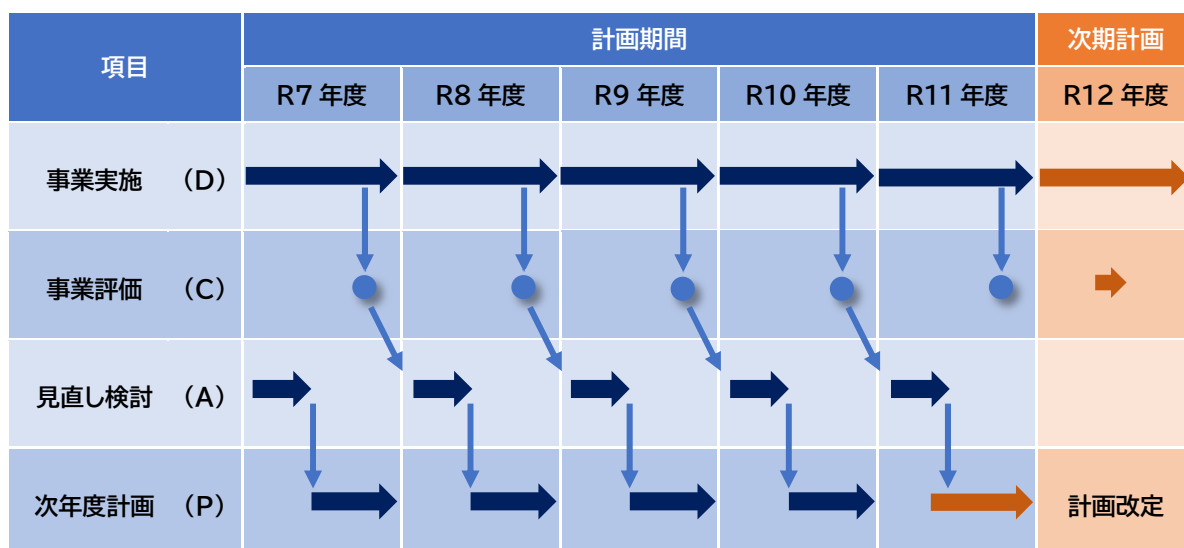 項目
計画期間
次期計画
R7 年度
R8 年度
R9 年度
R10 年度
R11 年度
R12 年度
事業実施 （D）
事業評価 （C）
見直し検討 （A）
次年度計画 （P）
計画改定